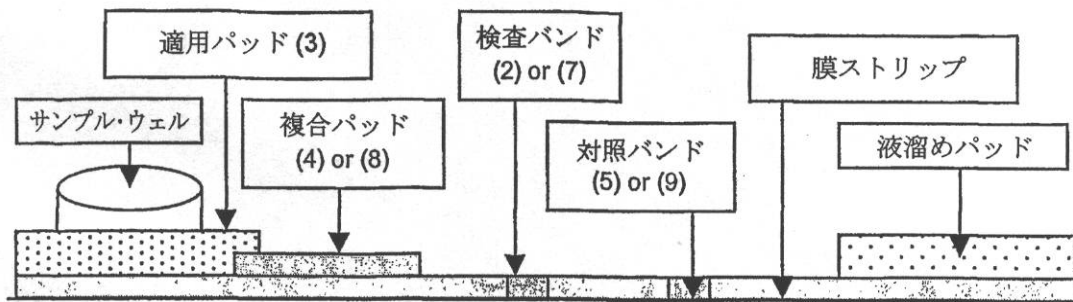 適用パッド (3)
検査バンド
(2) or (7)
膜ストリップ
サンプル・ウェル
複合パッド
(4) or (8)
対照バンド
(5) or (9)
液溜めパッド